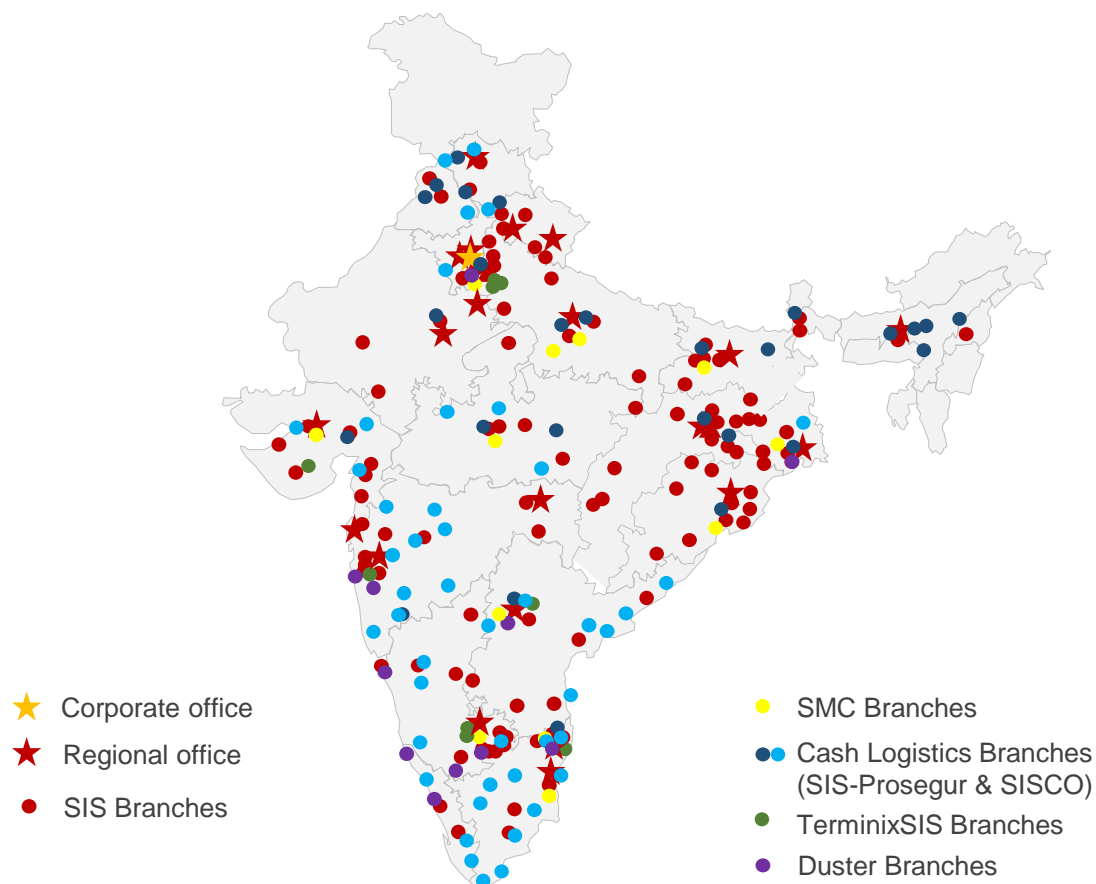 Corporate office
Regional office
SIS Branches
SMC Branches
Cash Logistics Branches
(SIS-Prosegur & SISCO)
TerminixSIS Branches
Duster Branches